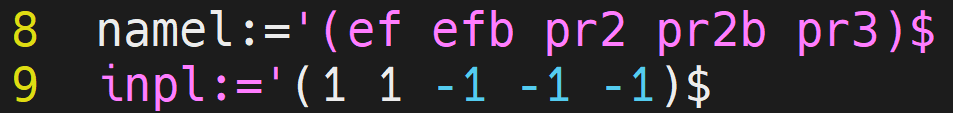 8 namel:='(ef efb pr2 pr2b pr3)$
9 inpl:='(1 1 -1 -1 -1)$